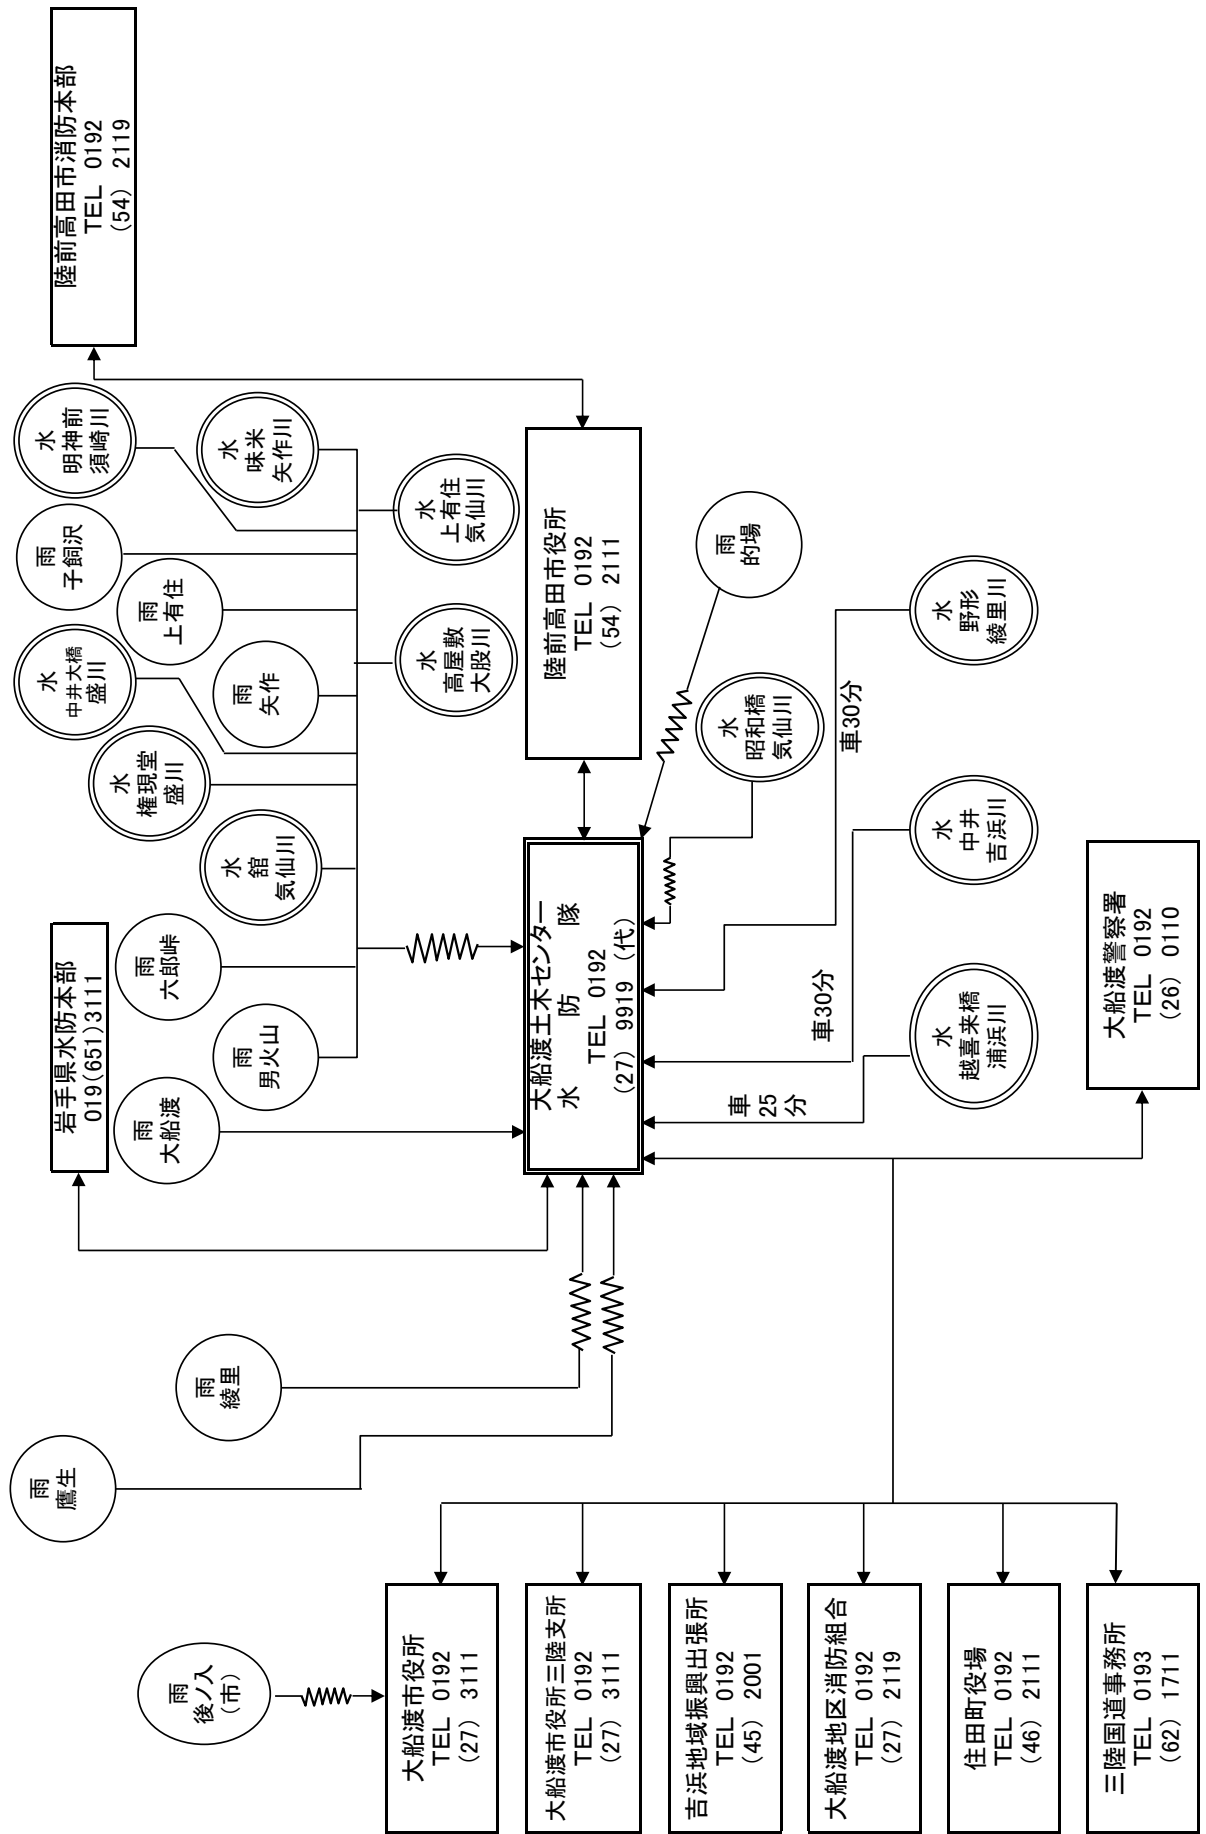 陸前高田市消防本部
TEL 0192
(54) 2119
水
明神前
須崎川
水
味米
矢作川
雨
子飼沢
雨
上有住
水
上有住
気仙川
水
中井大橋
盛川
雨
矢作
水
高屋敷
大股川
水
権現堂
盛川
水
舘
気仙川
雨
六郎峠
雨
男火山
雨
大船渡
岩手県水防本部
019(651)3111
陸前高田市役所
TEL 0192
(54) 2111
雨
的場
水
昭和橋
気仙川
水
野形
綾里川
車30分
水
中井
吉浜川
車30分
水
越喜来橋
浦浜川
車
25
分
大船渡土木センター
水 防 隊
TEL 0192
(27) 9919 (代)
大船渡警察署
TEL 0192
(26) 0110
雨
綾里
雨
鷹生
雨
後ノ入
(市)
大船渡市役所
TEL 0192
(27) 3111
大船渡市役所三陸支所
TEL 0192
(27) 3111
吉浜地域振興出張所
TEL 0192
(45) 2001
大船渡地区消防組合
TEL 0192
(27) 2119
住田町役場
TEL 0192
(46) 2111
三陸国道事務所
TEL 0193
(62) 1711